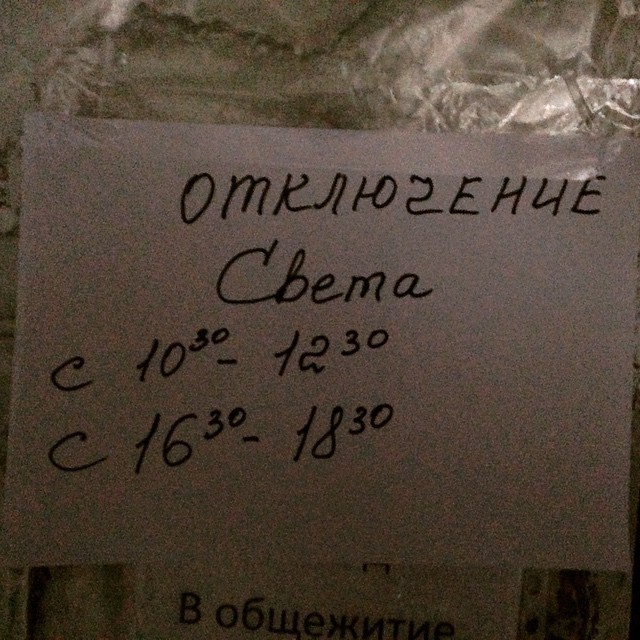 ОТКЛЮЧЕНИЕ
Света
с 10³⁰- 12³⁰
с 16³⁰- 18³⁰
В общежитие